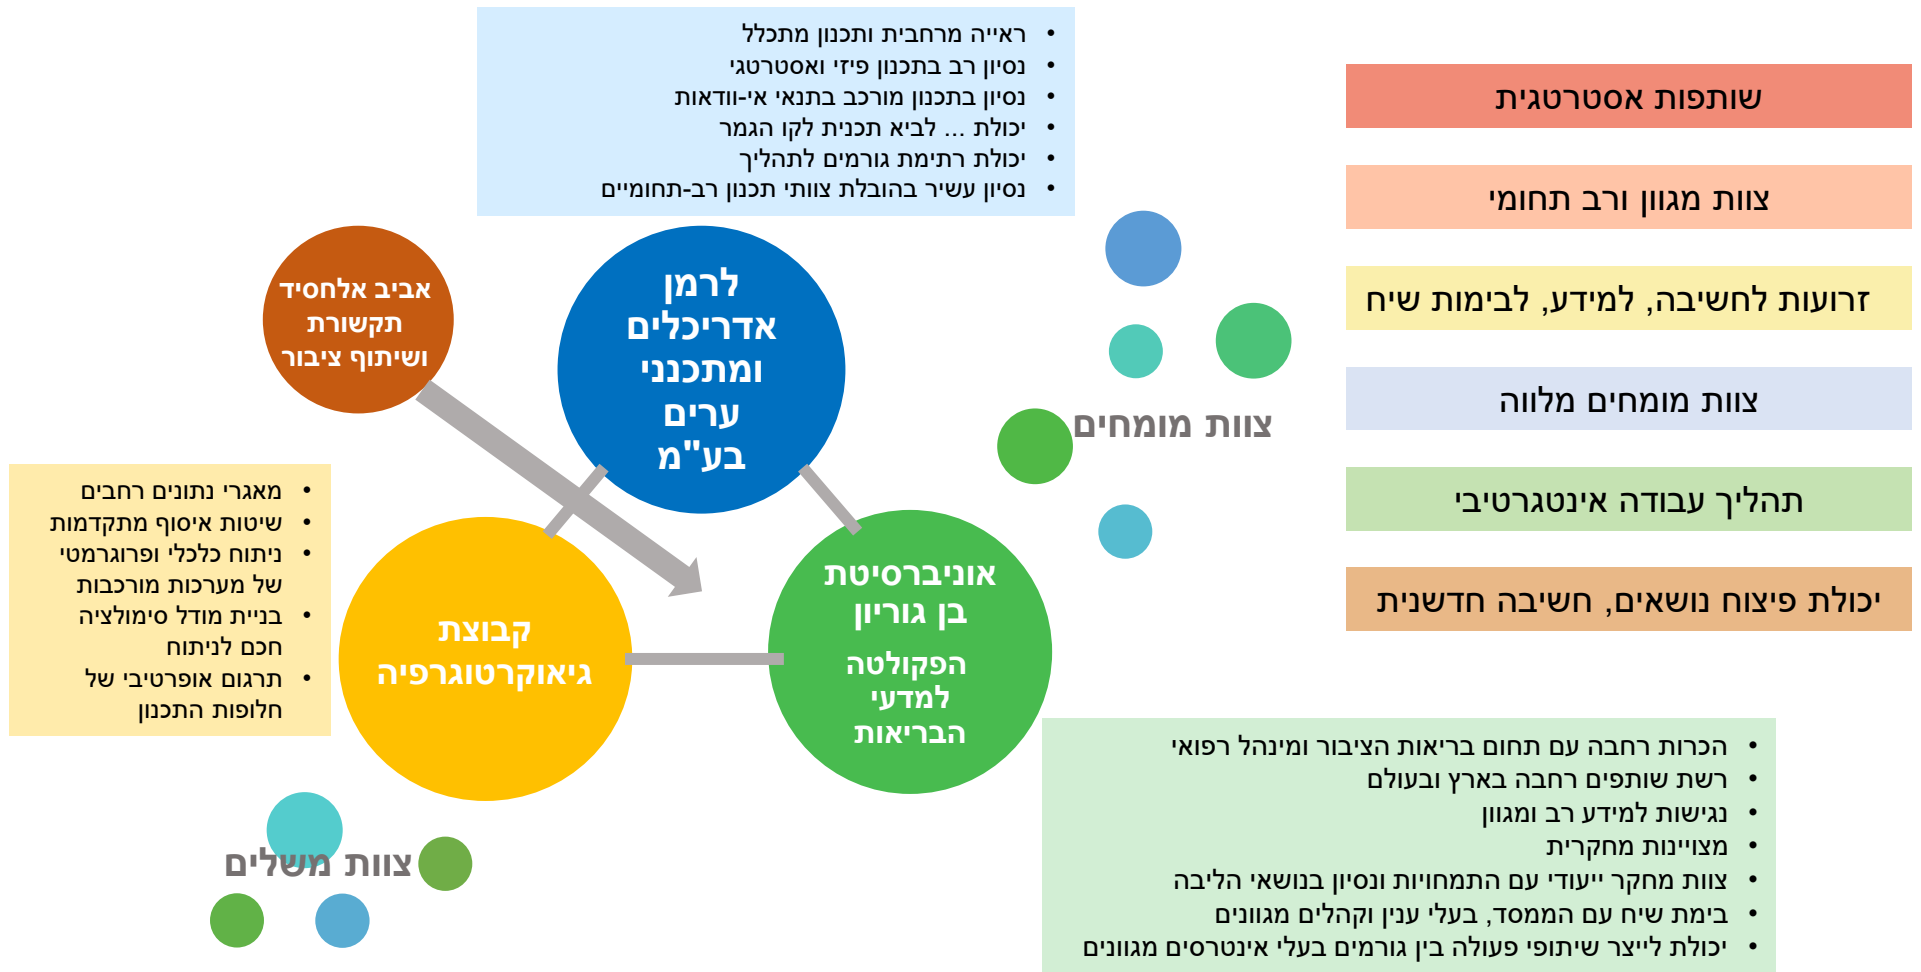 • ראייה מרחבית ותכנון מתכלל
• נסיון רב בתכנון פיזי ואסטרטגי
• נסיון בתכנון מורכב בתנאי אי-וודאות
• יכולת ... לביא תכנית לקו הגמר
• יכולת רתימת גורמים לתהליך
• נסיון עשיר בהובלת צוותי תכנון רב-תחומיים
שותפות אסטרטגית
צוות מגוון ורב תחומי
זרועות לחשיבה, למידע, לבימות שיח
צוות מומחים מלווה
תהליך עבודה אינטגרטיבי
יכולת פיצוח נושאים, חשיבה חדשנית
לרמן
אדריכלים
ומתכנני
ערים
בע"מ
אביב אלחסיד
תקשורת
ושיתוף ציבור
צוות מומחים
• מאגרי נתונים רחבים
• שיטות איסוף מתקדמות
• ניתוח כלכלי ופרוגרמטי
של מערכות מורכבות
• בניית מודל סימולציה
חכם לניתוח
• תרגום אופרטיבי של
חלופות התכנון
קבוצת
גיאוקרטוגרפיה
אוניברסיטת
בן גוריון
הפקולטה
למדעי
הבריאות
• הכרות רחבה עם תחום בריאות הציבור ומינהל רפואי
• רשת שותפים רחבה בארץ ובעולם
• נגישות למידע רב ומגוון
• מצויינות מחקרית
• צוות מחקר ייעודי עם התמחויות ונסיון בנושאי הליבה
• בימת שיח עם הממסד, בעלי ענין וקהלים מגוונים
• יכולת לייצר שיתופי פעולה בין גורמים בעלי אינטרסים מגוונים
צוות משלים